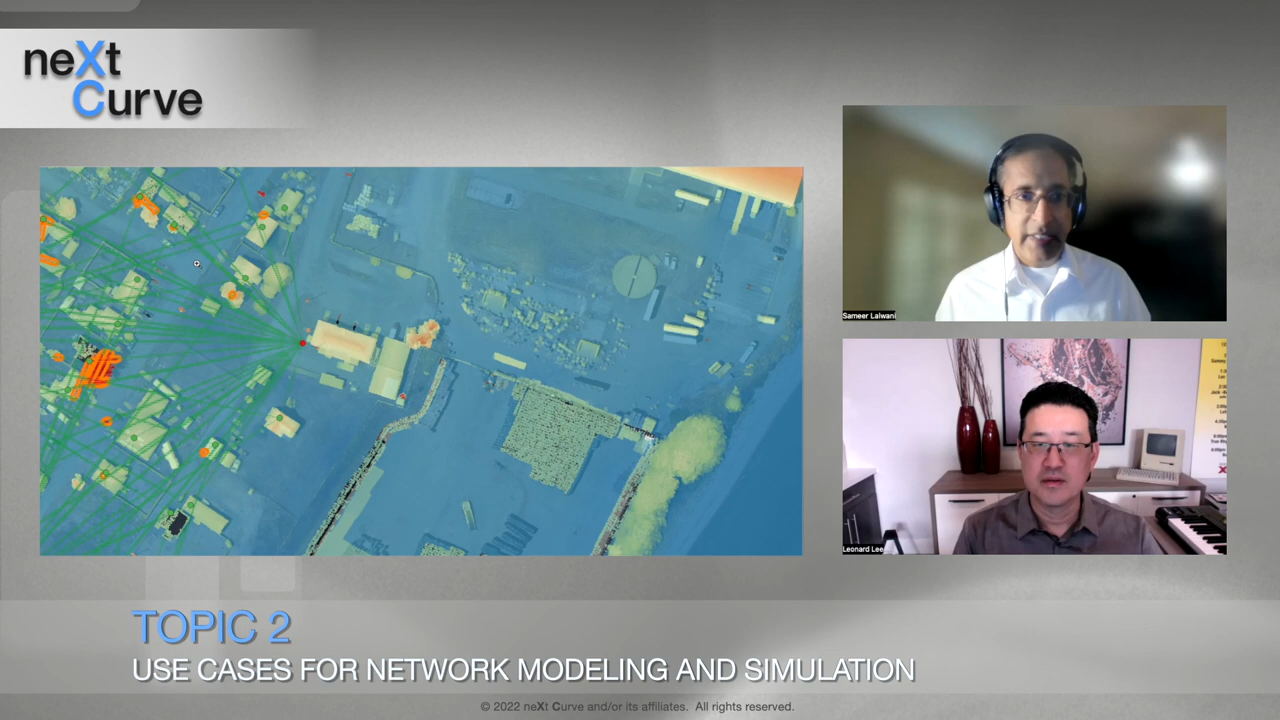 neXt
Curve
Sameer Lalwani
Leonard Lee
TOPIC 2
USE CASES FOR NETWORK MODELING AND SIMULATION
© 2022 neXt Curve and/or its affiliates. All rights reserved.